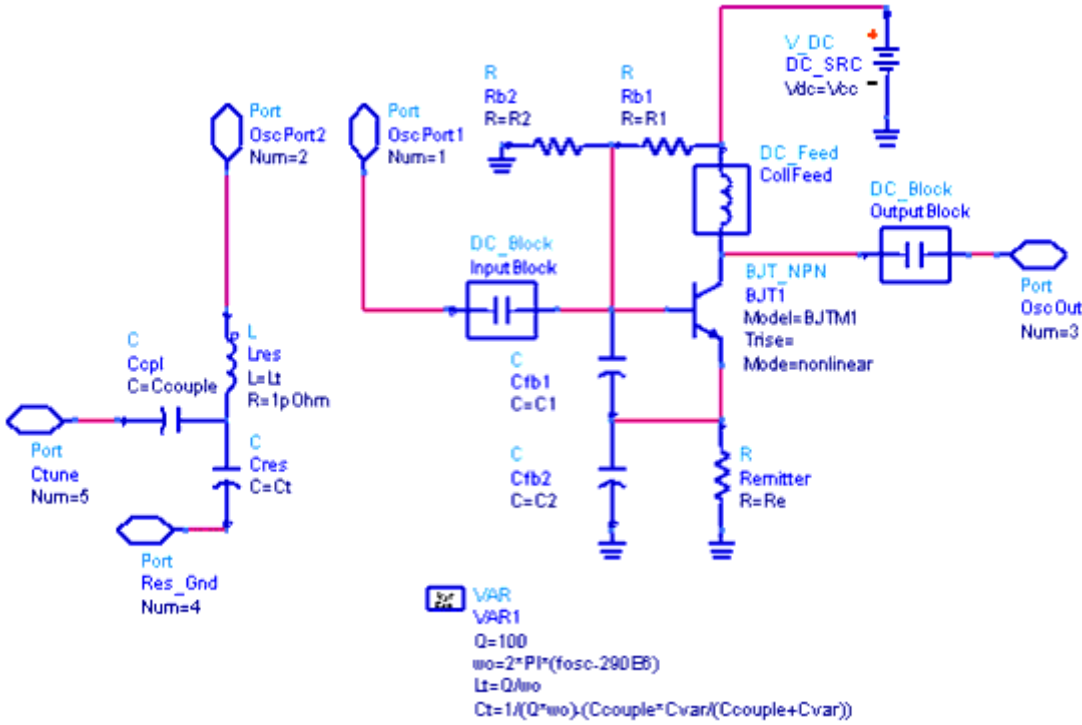 V_DC
DC_SRC
Vdc=Vcc
+
-
R
Rb2
R=R2
R
Rb1
R=R1
Port
OscPort2
Num=2
Port
OscPort1
Num=1
DC_Feed
CollFeed
DC_Block
OutputBlock
DC_Block
InputBlock
BJT_NPN
BJT1
Model=BJTM1
Trise=
Mode=nonlinear
Port
OscOut
Num=3
L
Lres
L=Lt
R=1pOhm
C
Ccpl
C=Ccouple
C
Cfb1
C=C1
Port
Ctune
Num=5
C
Cres
C=Ct
C
Cfb2
C=C2
R
Remitter
R=Re
Port
Res_Gnd
Num=4
VAR
VAR1
Q=100
wo=2*PI*(fosc-290E6)
Lt=Q/wo
Ct=1/(Q*wo)-(Ccouple*Cvar/(Ccouple+Cvar))